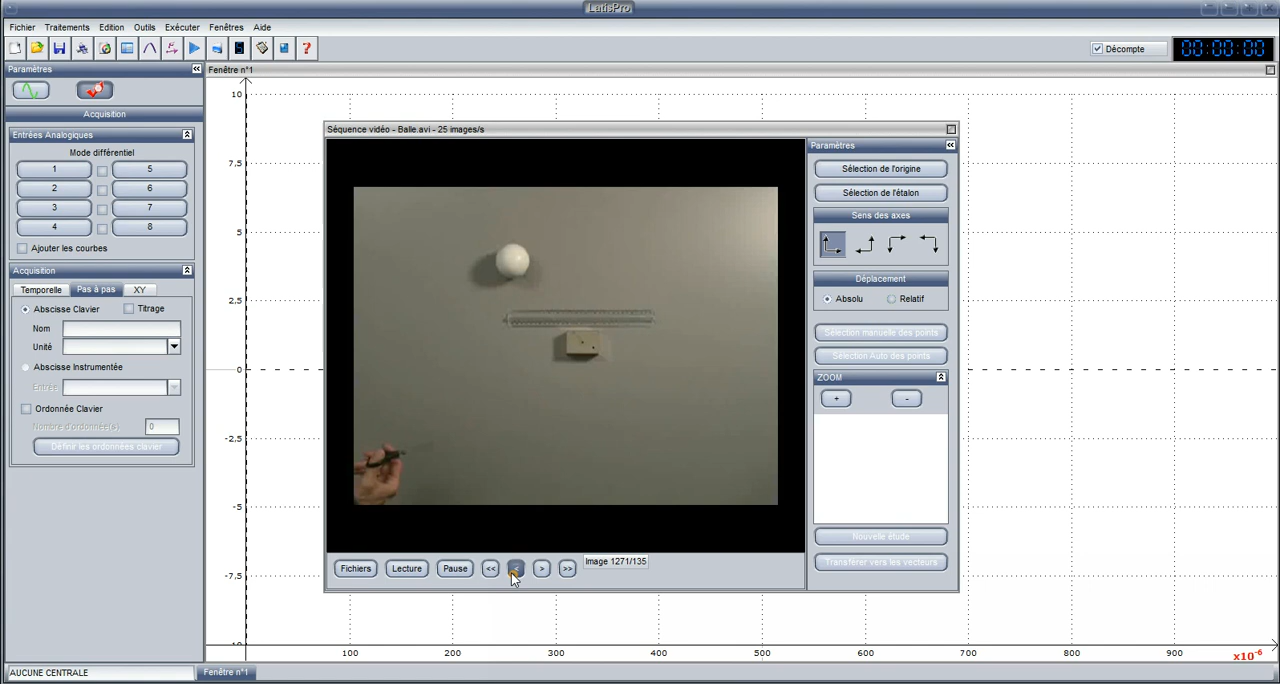 LatisPro
Fichier Traitements Edition Outils Exécuter Fenêtres Aide
Décompte 00:00:00
Paramètres
Acquisition
Entrées Analogiques
Mode différentiel
1 5
2 6
3 7
4 8
Ajouter les courbes
Acquisition
Temporelle Pas à pas XY
Abscisse Clavier Titrage
Nom
Unité
Abscisse Instrumentée
Entrée
Ordonnée Clavier
Nombre d'ordonnée(s) 0
Définir les ordonnées clavier
Fenêtre n°1
10
7.5
5
2.5
0
-2.5
-5
-7.5
-10
100 200 300 400 500 600 700 800 900
x10-6
Séquence vidéo - Balle.avi - 25 images/s
Fichiers Lecture Pause << < > >> Image 1271/135
Paramètres
Sélection de l'origine
Sélection de l'étalon
Sens des axes
Déplacement
Absolu Relatif
Sélection manuelle des points
Sélection Auto des points
ZOOM
+ -
Nouvelle étude
Transférer vers les vecteurs
AUCUNE CENTRALE Fenêtre n°1